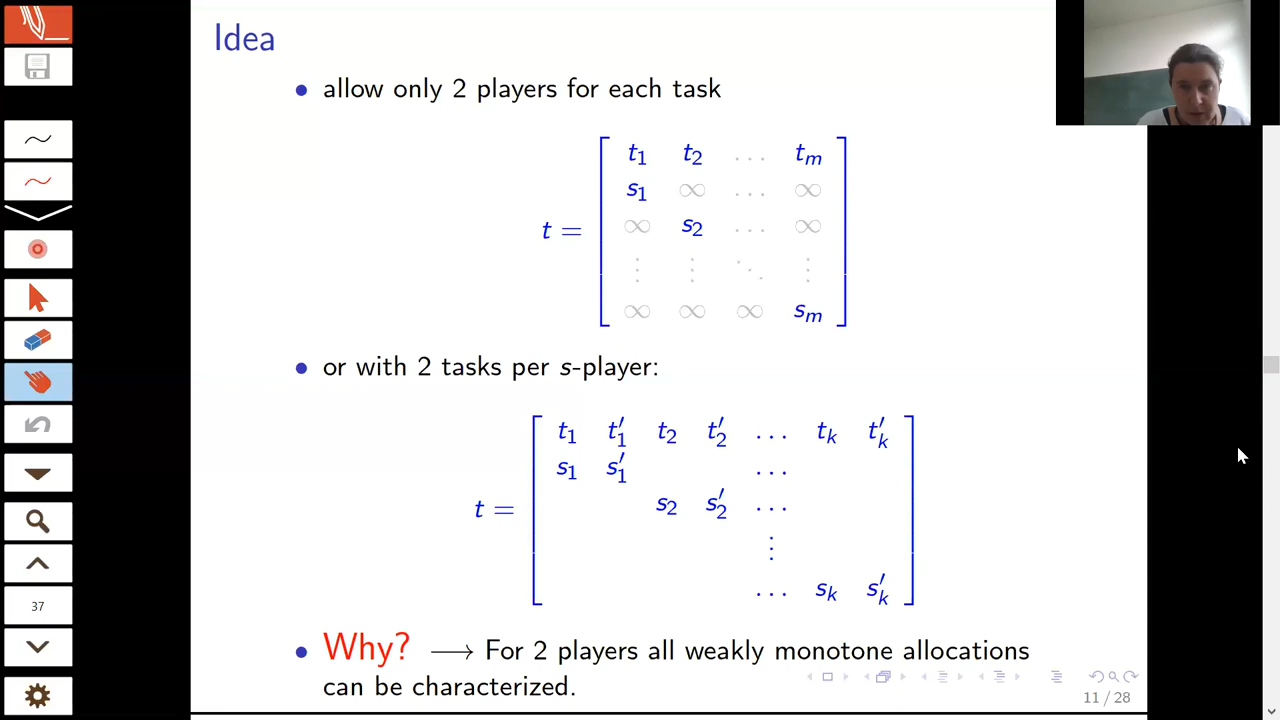 Idea
• allow only 2 players for each task
t₁ t₂ … tₘ
s₁ ∞ … ∞
t = ∞ s₂ … ∞
⋮ ⋮ ⋱ ⋮
∞ ∞ ∞ sₘ
• or with 2 tasks per s-player:
t₁ t′₁ t₂ t′₂ … tₖ t′ₖ
s₁ s′₁ …
t = s₂ s′₂ …
⋮
… sₖ s′ₖ
• Why? ⟶ For 2 players all weakly monotone allocations
can be characterized.
11 / 28
37